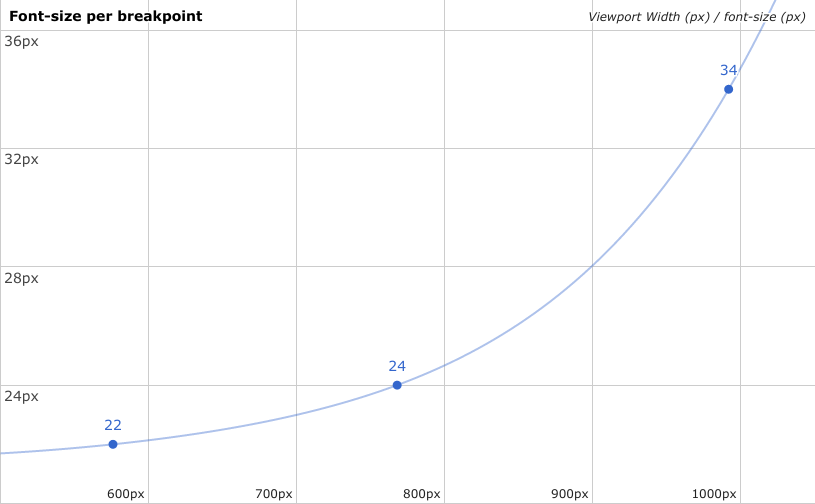 Font-size per breakpoint
Viewport Width (px) / font-size (px)
36px
34
32px
28px
24
24px
22
600px
700px
800px
900px
1000px